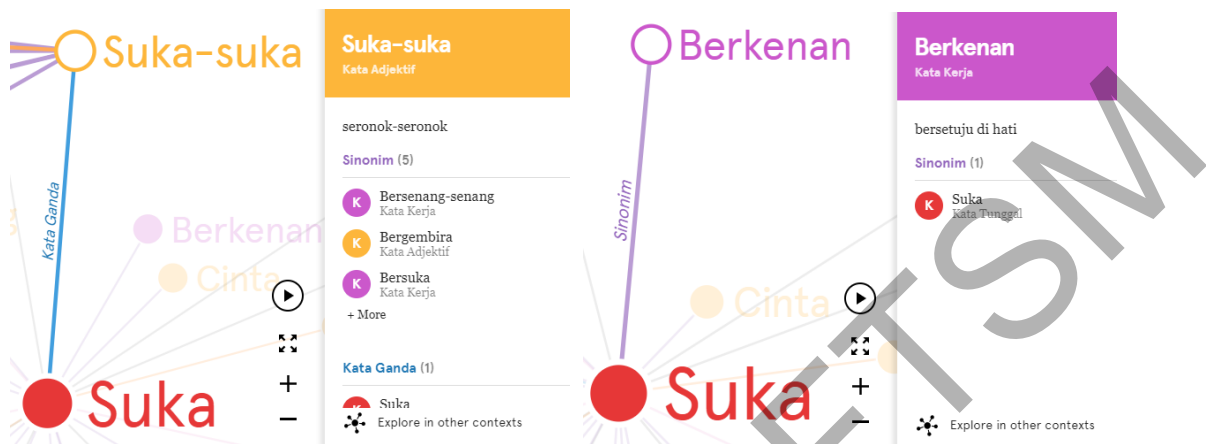 Suka-suka
Kata Ganda
Berkenan
Cinta
Suka
Suka-suka
Kata Adjektif
seronok-seronok
Sinonim (5)
K Bersenang-senang
Kata Kerja
K Bergembira
Kata Adjektif
K Bersuka
Kata Kerja
+ More
Kata Ganda (1)
K Suka
Explore in other contexts
Berkenan
Sinonim
Cinta
Suka
Berkenan
Kata Kerja
bersetuju di hati
Sinonim (1)
K Suka
Kata Tunggal
Explore in other contexts
ETSM